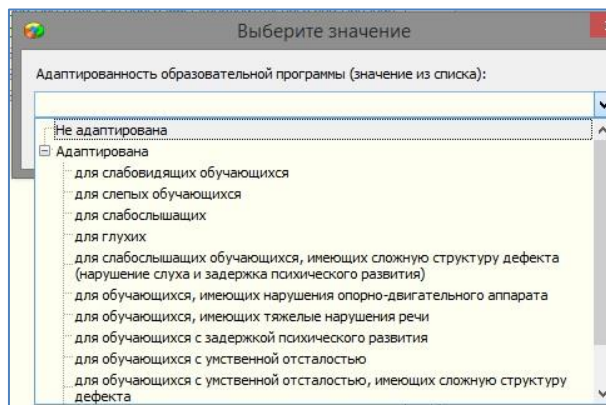 Выберите значение
Адаптированность образовательной программы (значение из списка):
Не адаптирована
Адаптирована
для слабовидящих обучающихся
для слепых обучающихся
для слабослышащих
для глухих
для слабослышащих обучающихся, имеющих сложную структуру дефекта
(нарушение слуха и задержка психического развития)
для обучающихся, имеющих нарушения опорно-двигательного аппарата
для обучающихся, имеющих тяжелые нарушения речи
для обучающихся с задержкой психического развития
для обучающихся с умственной отсталостью
для обучающихся с умственной отсталостью, имеющих сложную структуру
дефекта